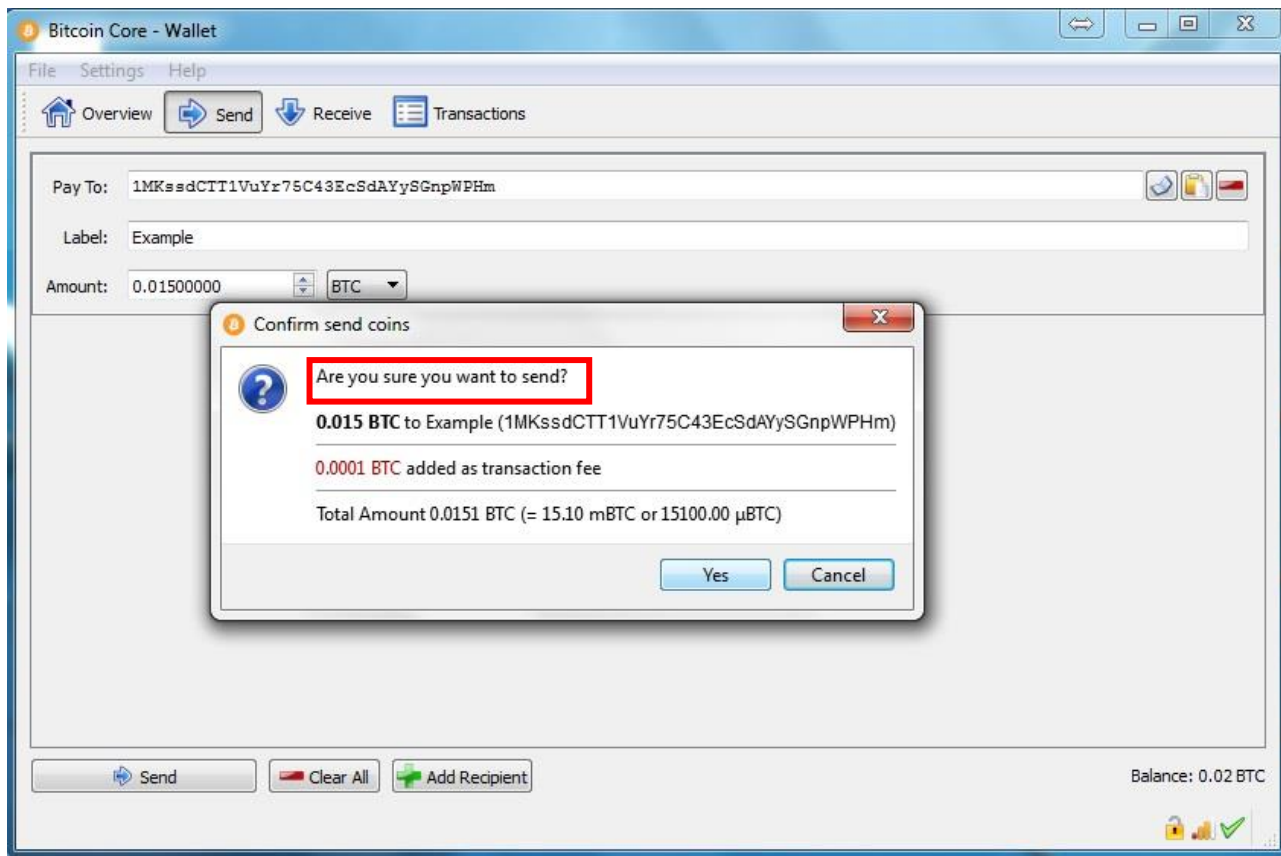 Bitcoin Core - Wallet
File Settings Help
Overview Send Receive Transactions
Pay To: 1MKssdCTT1VuYr75C43EcSdAYySGnpWPHm
Label: Example
Amount: 0.01500000 BTC
Confirm send coins
Are you sure you want to send?
0.015 BTC to Example (1MKssdCTT1VuYr75C43EcSdAYySGnpWPHm)
0.0001 BTC added as transaction fee
Total Amount 0.0151 BTC (= 15.10 mBTC or 15100.00 μBTC)
Yes Cancel
Send Clear All Add Recipient Balance: 0.02 BTC